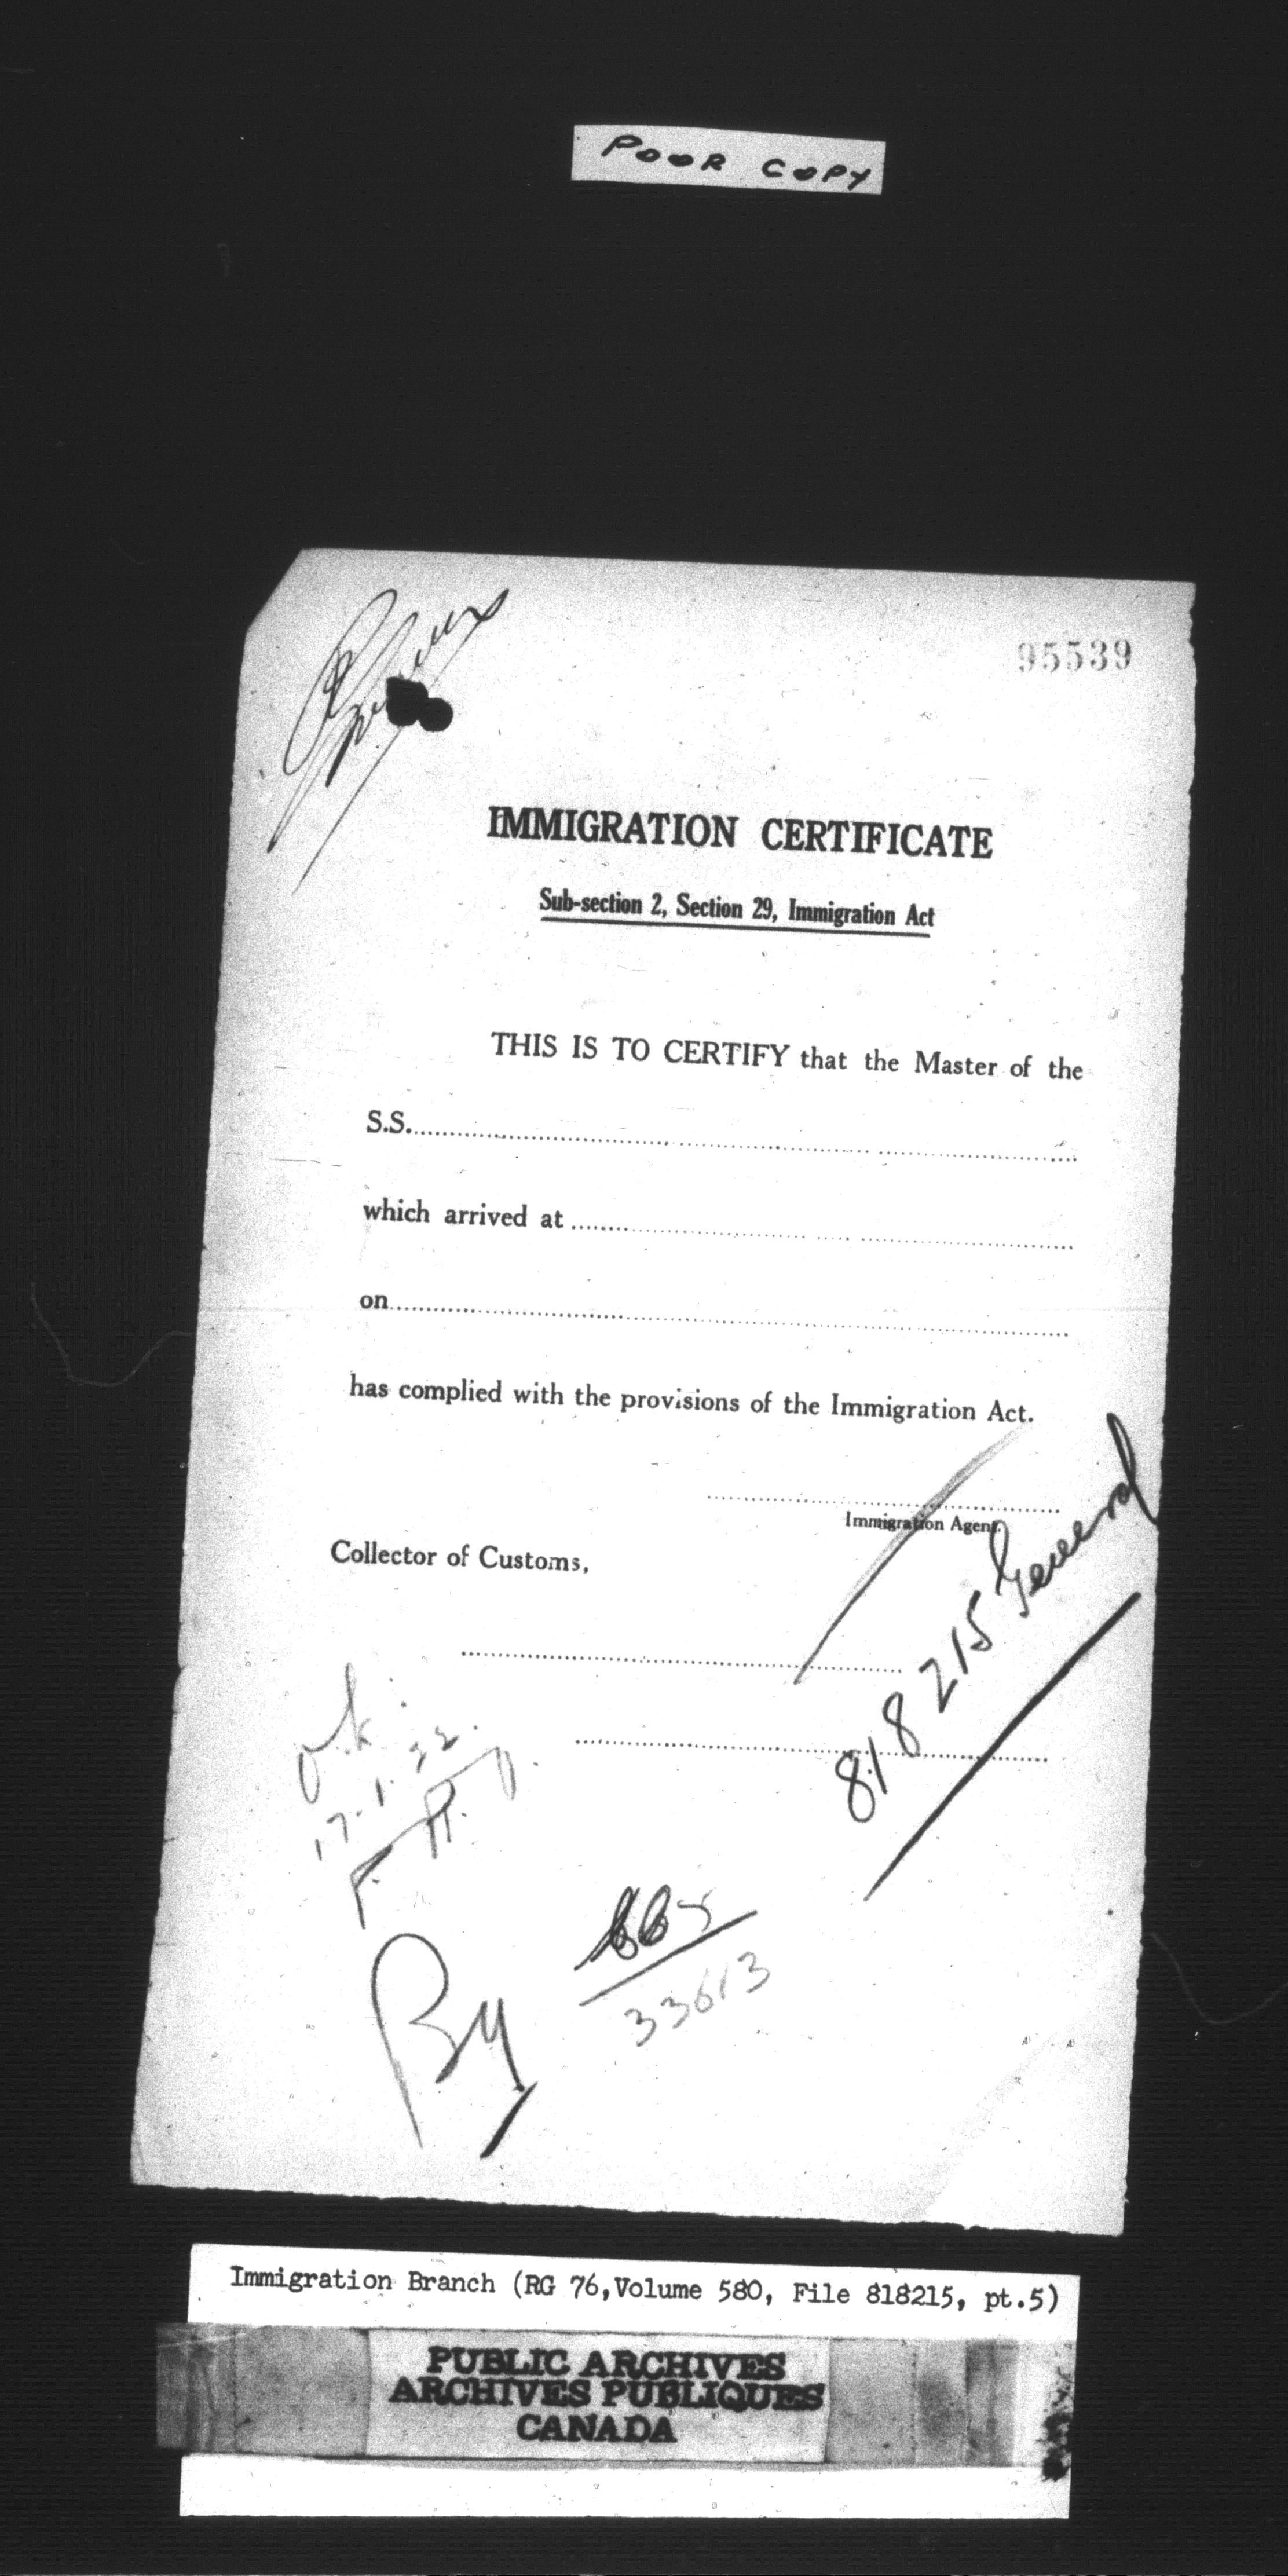 POOR COPY
95539
IMMIGRATION CERTIFICATE
Sub-section 2, Section 29, Immigration Act
THIS IS TO CERTIFY that the Master of the
S.S.
which arrived at
on
has complied with the provisions of the Immigration Act.
Immigration Agent.
Collector of Customs,
818215 General
O.K.
17.1.22.
By
33613
Immigration Branch (RG 76, Volume 580, File 818215, pt.5)
PUBLIC ARCHIVES
ARCHIVES PUBLIQUES
CANADA